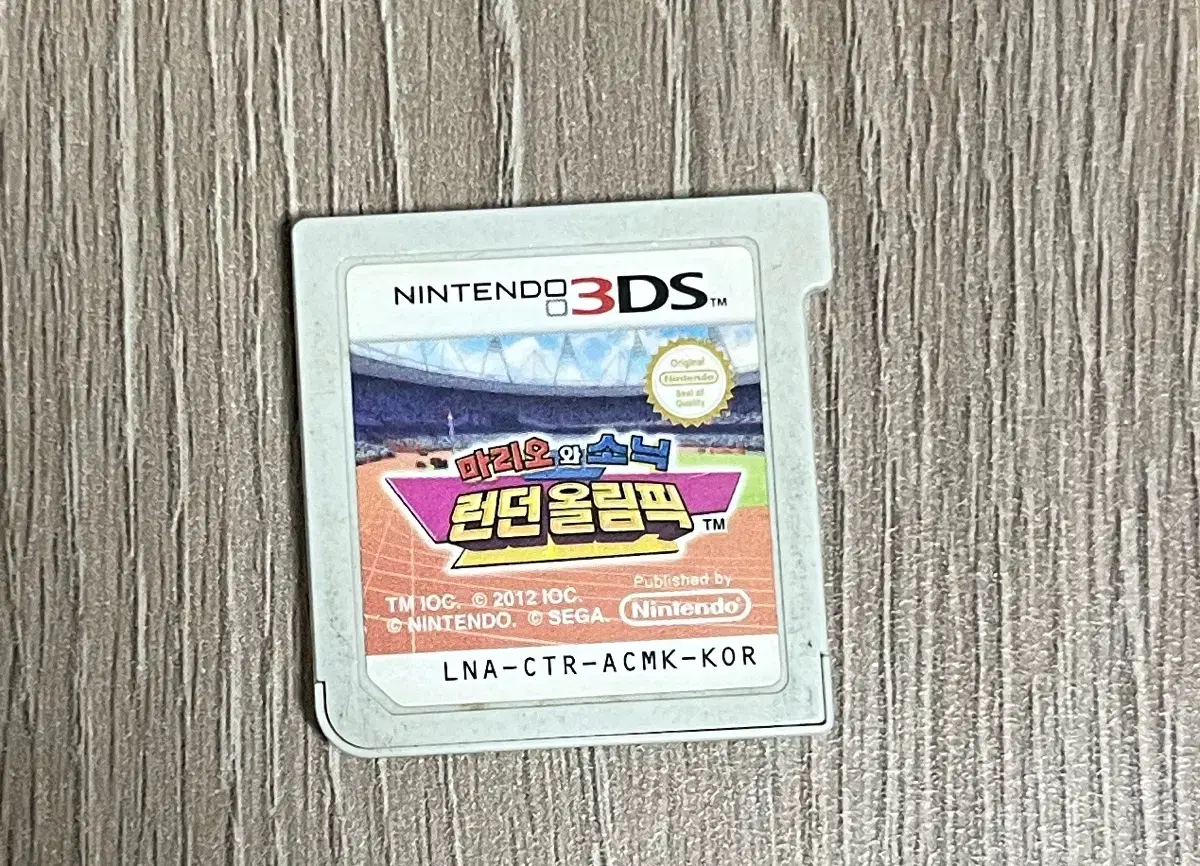 NINTENDO 3DS™
Original
Nintendo
Seal of
Quality
마리오와 소닉
런던 올림픽™
Published by
TM IOC. © 2012 IOC.
© NINTENDO. © SEGA.
Nintendo®
LNA-CTR-ACMK-KOR